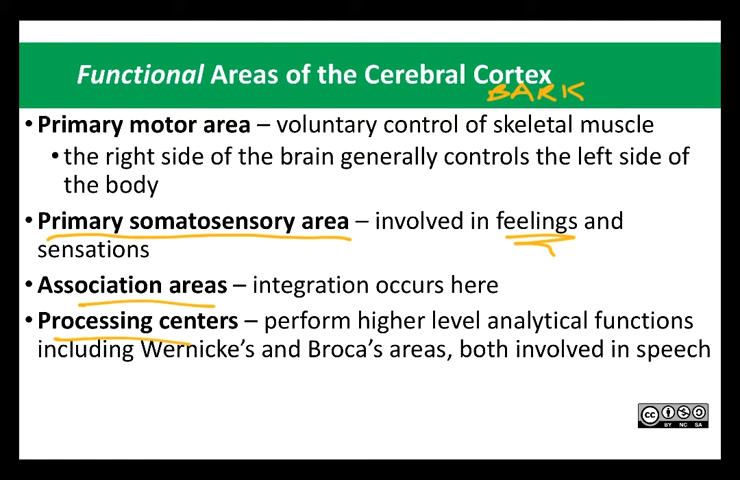 Functional Areas of the Cerebral Cortex
BARK
• Primary motor area – voluntary control of skeletal muscle
• the right side of the brain generally controls the left side of
the body
• Primary somatosensory area – involved in feelings and
sensations
• Association areas – integration occurs here
• Processing centers – perform higher level analytical functions
including Wernicke's and Broca's areas, both involved in speech
cc
BY NC SA